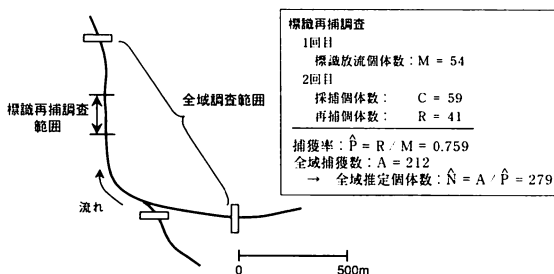 標識再捕調査
範囲
全域調査範囲
流れ
0
500m
標識再捕調査
1回目
標識放流個体数：M = 54
2回目
採捕個体数： C = 59
再捕個体数： R = 41
捕獲率：P̂ = R / M = 0.759
全域捕獲数：A = 212
→ 全域推定個体数：N̂ = A / P̂ = 279